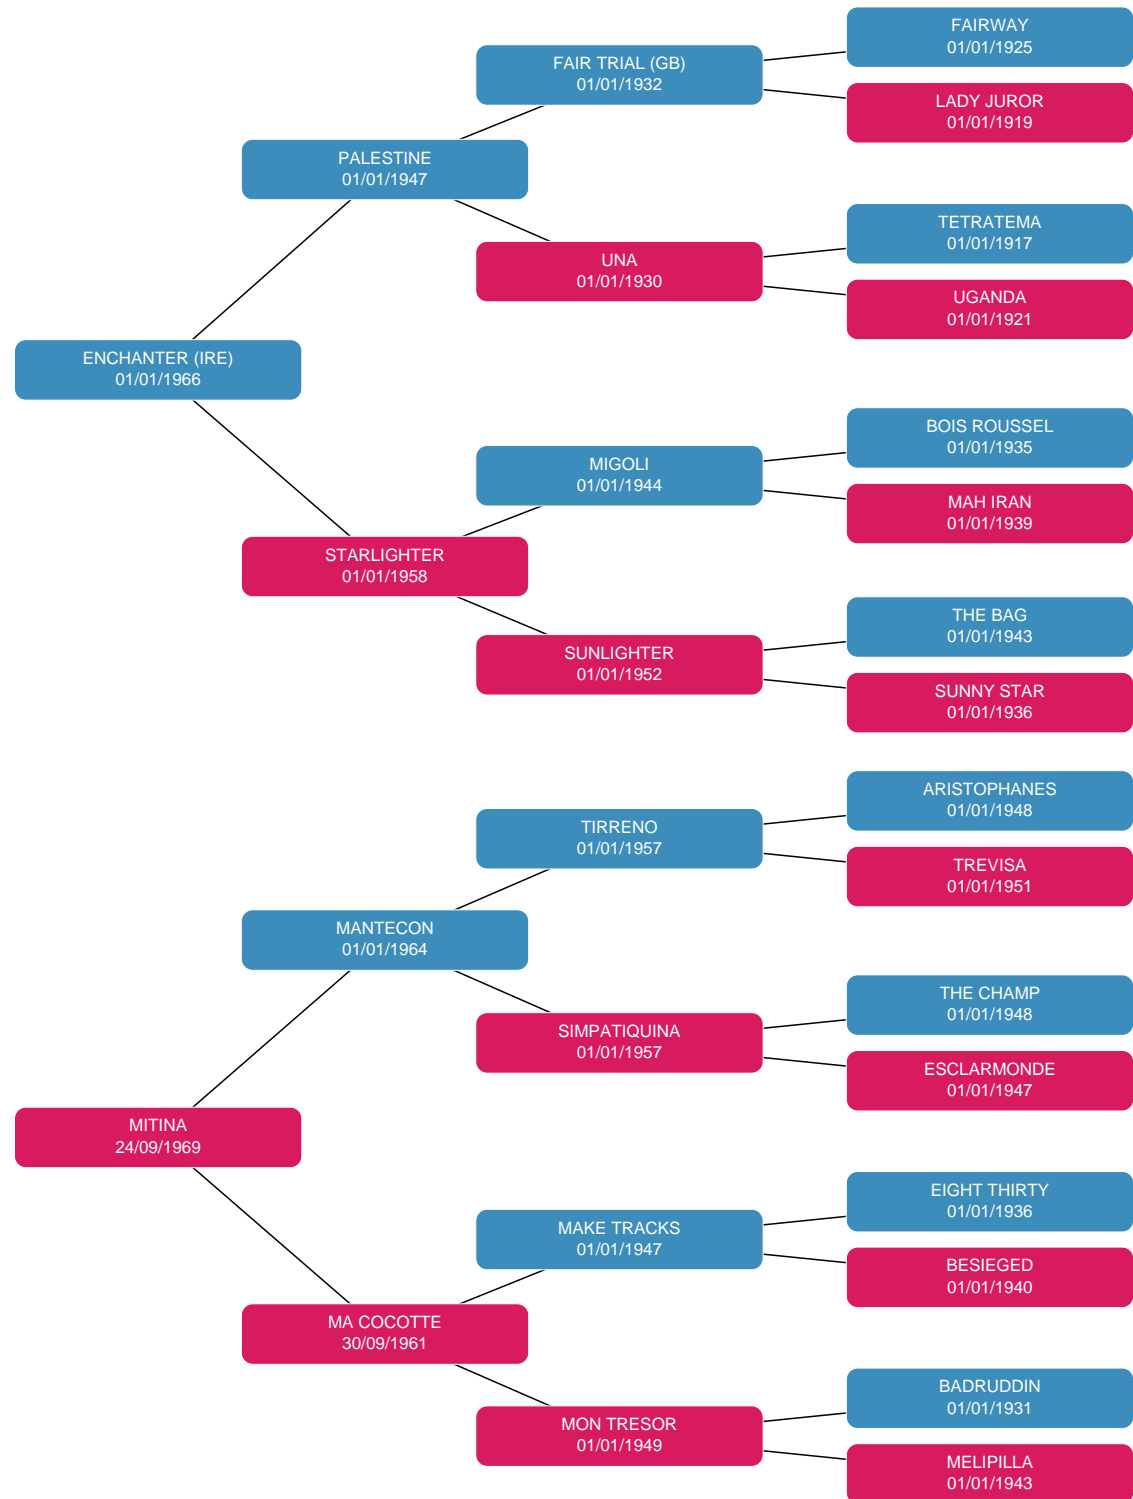 FAIRWAY
01/01/1925
FAIR TRIAL (GB)
01/01/1932
LADY JUROR
01/01/1919
PALESTINE
01/01/1947
TETRATEMA
01/01/1917
UNA
01/01/1930
UGANDA
01/01/1921
ENCHANTER (IRE)
01/01/1966
BOIS ROUSSEL
01/01/1935
MIGOLI
01/01/1944
MAH IRAN
01/01/1939
STARLIGHTER
01/01/1958
THE BAG
01/01/1943
SUNLIGHTER
01/01/1952
SUNNY STAR
01/01/1936
ARISTOPHANES
01/01/1948
TIRRENO
01/01/1957
TREVISA
01/01/1951
MANTECON
01/01/1964
THE CHAMP
01/01/1948
SIMPATIQUINA
01/01/1957
ESCLARMONDE
01/01/1947
MITINA
24/09/1969
EIGHT THIRTY
01/01/1936
MAKE TRACKS
01/01/1947
BESIEGED
01/01/1940
MA COCOTTE
30/09/1961
BADRUDDIN
01/01/1931
MON TRESOR
01/01/1949
MELIPILLA
01/01/1943